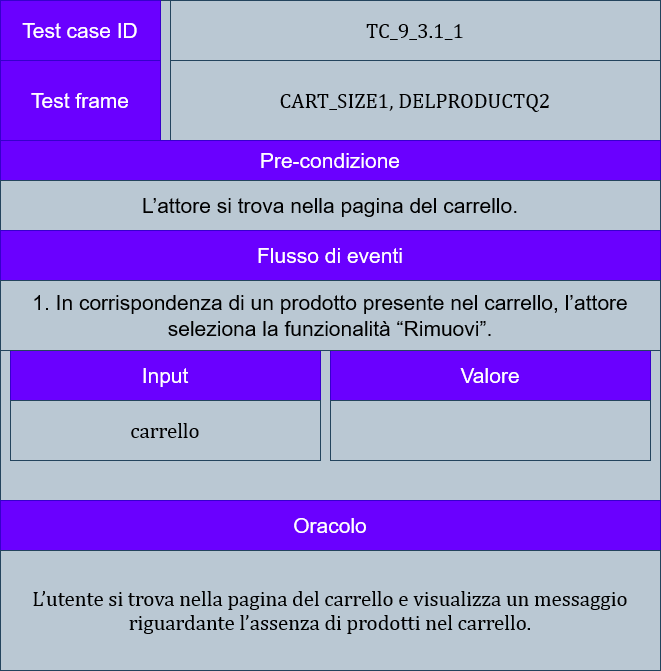 Test case ID
TC_9_3.1_1
Test frame
CART_SIZE1, DELPRODUCTQ2
Pre-condizione
L’attore si trova nella pagina del carrello.
Flusso di eventi
1. In corrispondenza di un prodotto presente nel carrello, l’attore
seleziona la funzionalità “Rimuovi”.
Input
Valore
carrello
Oracolo
L’utente si trova nella pagina del carrello e visualizza un messaggio
riguardante l’assenza di prodotti nel carrello.